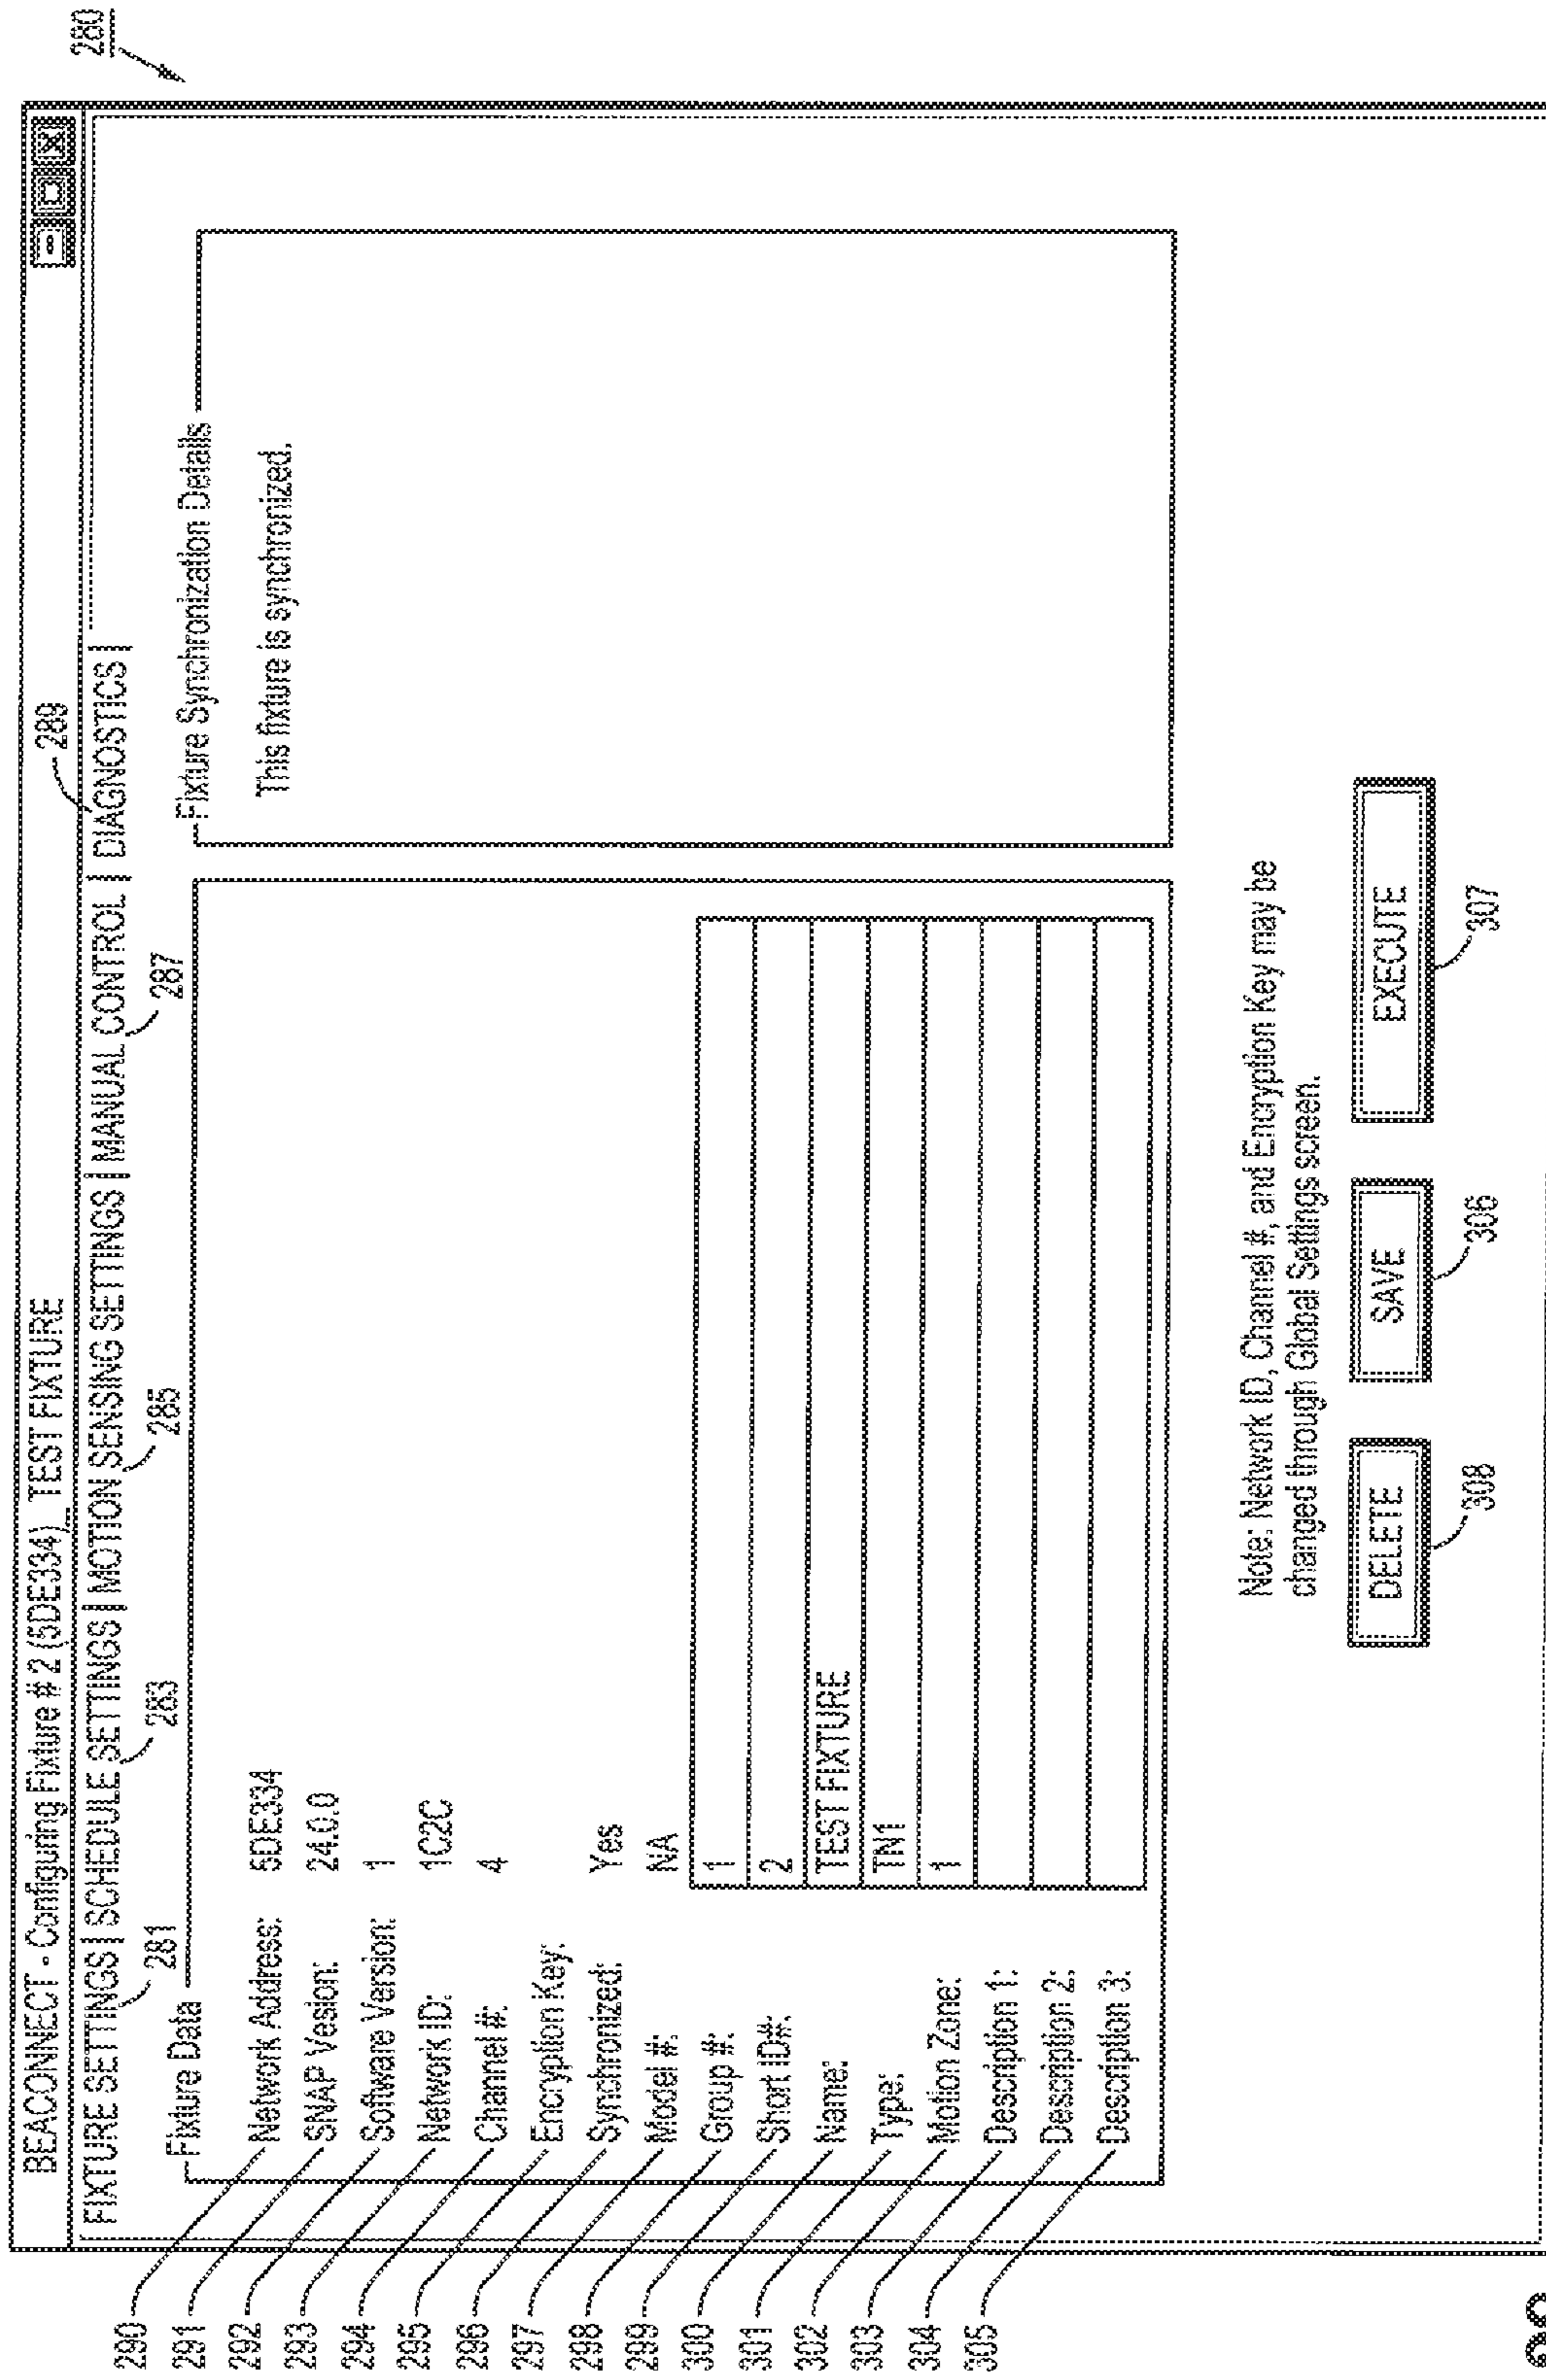 280
BEACONNECT - Configuring Fixture # 2 (5DE334)_ TEST FIXTURE
289
FIXTURE SETTINGS | SCHEDULE SETTINGS | MOTION SENSING SETTINGS | MANUAL CONTROL | DIAGNOSTICS |
281
283
285
287
Fixture Data
290 Network Address: 5DE334
291 SNAP Vesion: 24.0.0
292 Software Version: 1
293 Network ID: 1C2C
294 Channel #: 4
295 Encryption Key:
296 Synchronized: Yes
297 Model #: NA
298 Group #: 1
299 Short ID#: 2
300 Name: TEST FIXTURE
301 Type: TN1
302 Motion Zone: 1
303 Description 1:
304 Description 2:
305 Description 3:
Fixture Synchronization Details
This fixture is synchronized.
Note: Network ID, Channel #, and Encryption Key may be
changed through Global Settings screen.
DELETE SAVE EXECUTE
308 306 307